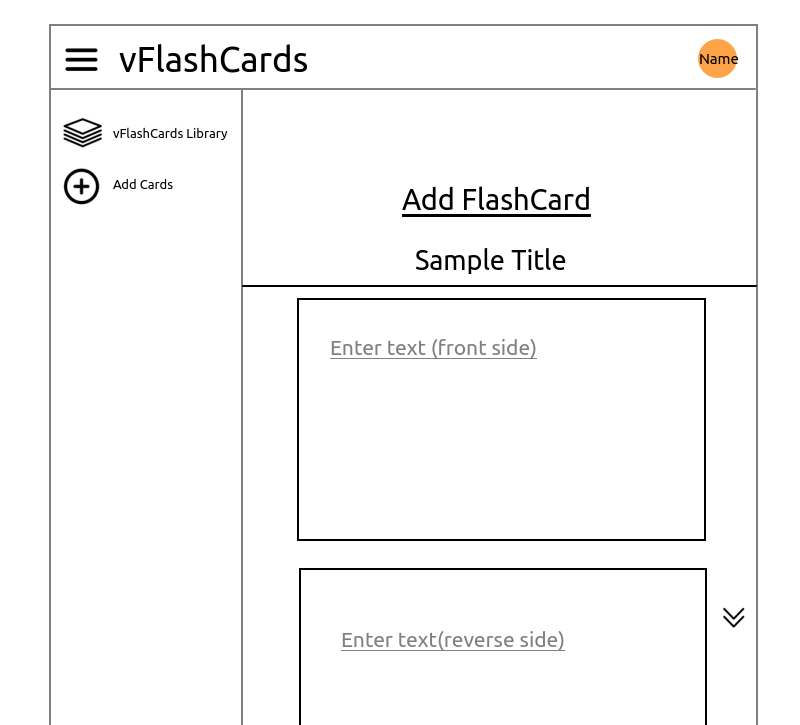 vFlashCards
Name
vFlashCards Library
Add Cards
Add FlashCard
Sample Title
Enter text (front side)
Enter text(reverse side)